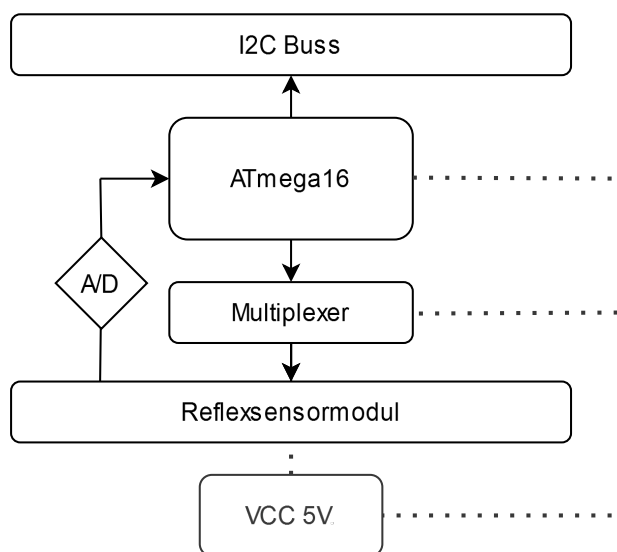 I2C Buss
ATmega16
A/D
Multiplexer
Reflexsensormodul
VCC 5V